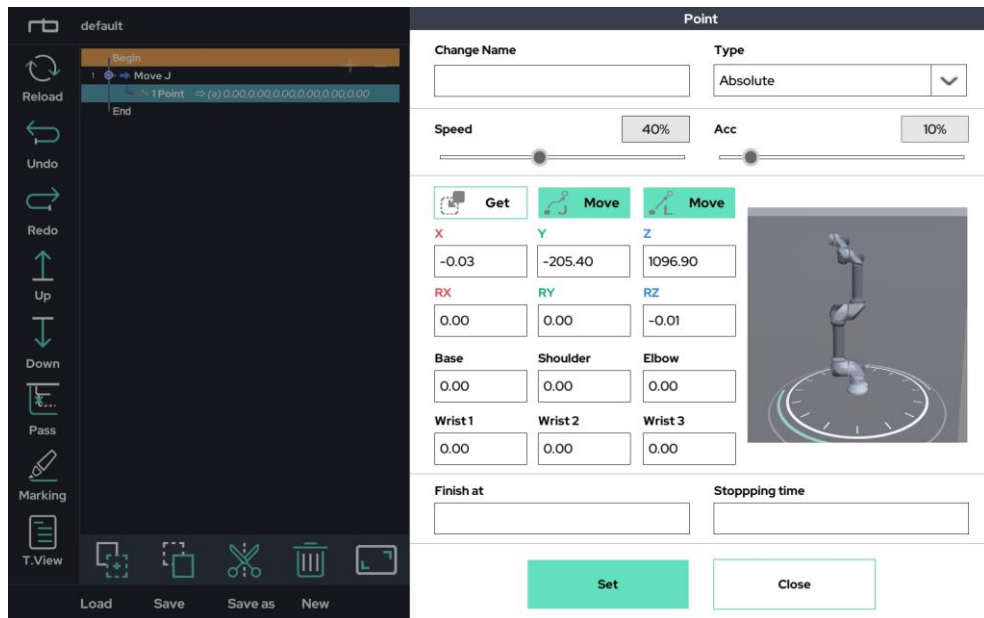 default
Point
Reload
Undo
Redo
Up
Down
Pass
Marking
T.View
Begin
1 Move J
1 Point ⇒ (a) 0.00,0.00,0.00,0.00,0.00,0.00
End
Load Save Save as New
Change Name Type
Absolute
Speed 40% Acc 10%
Get J Move L Move
X Y Z
-0.03 -205.40 1096.90
RX RY RZ
0.00 0.00 -0.01
Base Shoulder Elbow
0.00 0.00 0.00
Wrist 1 Wrist 2 Wrist 3
0.00 0.00 0.00
Finish at Stoppping time
Set Close